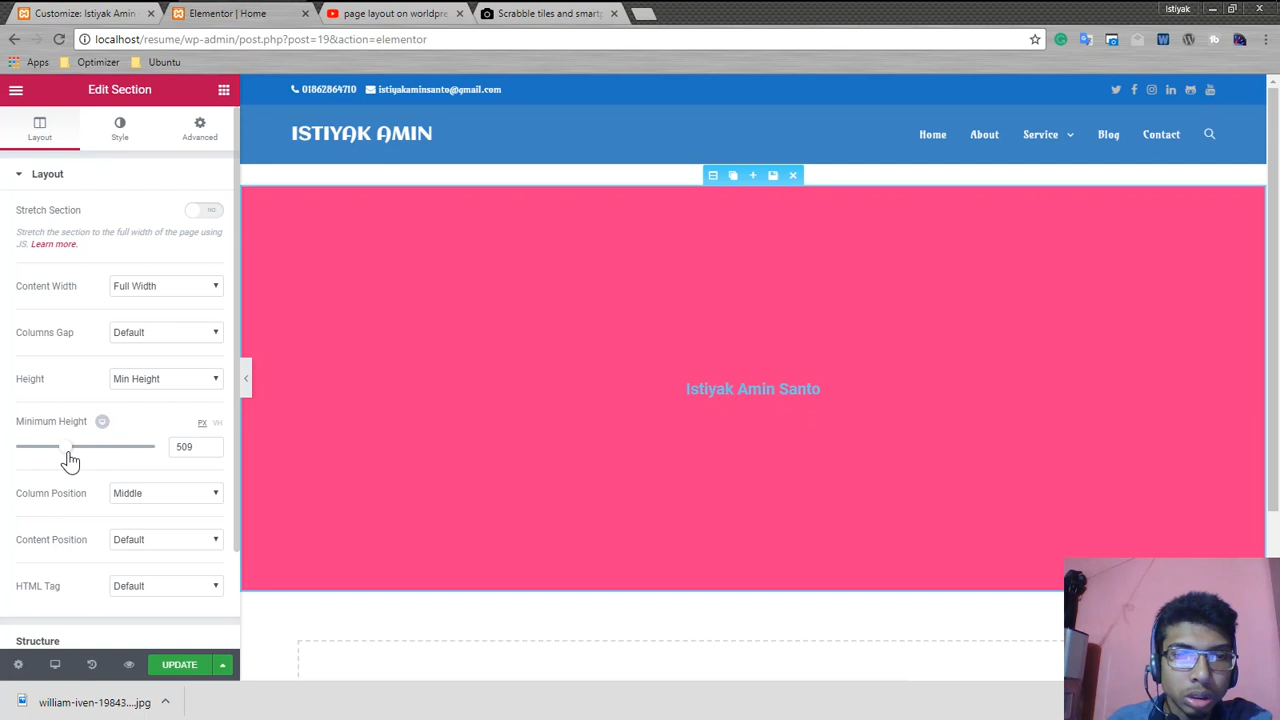 Customize: Istiyak Amin
Elementor | Home
page layout on worldpre
Scrabble tiles and smartp
Istiyak
localhost/resume/wp-admin/post.php?post=19&action=elementor
Apps
Optimizer
Ubuntu
Edit Section
01862864710
istiyakaminsanto@gmail.com
Layout
Style
Advanced
ISTIYAK AMIN
Home
About
Service
Blog
Contact
Layout
Stretch Section
NO
Stretch the section to the full width of the page using
JS. Learn more.
Content Width
Full Width
Columns Gap
Default
Height
Min Height
Istiyak Amin Santo
Minimum Height
PX
VH
509
Column Position
Middle
Content Position
Default
HTML Tag
Default
Structure
UPDATE
william-iven-19843....jpg